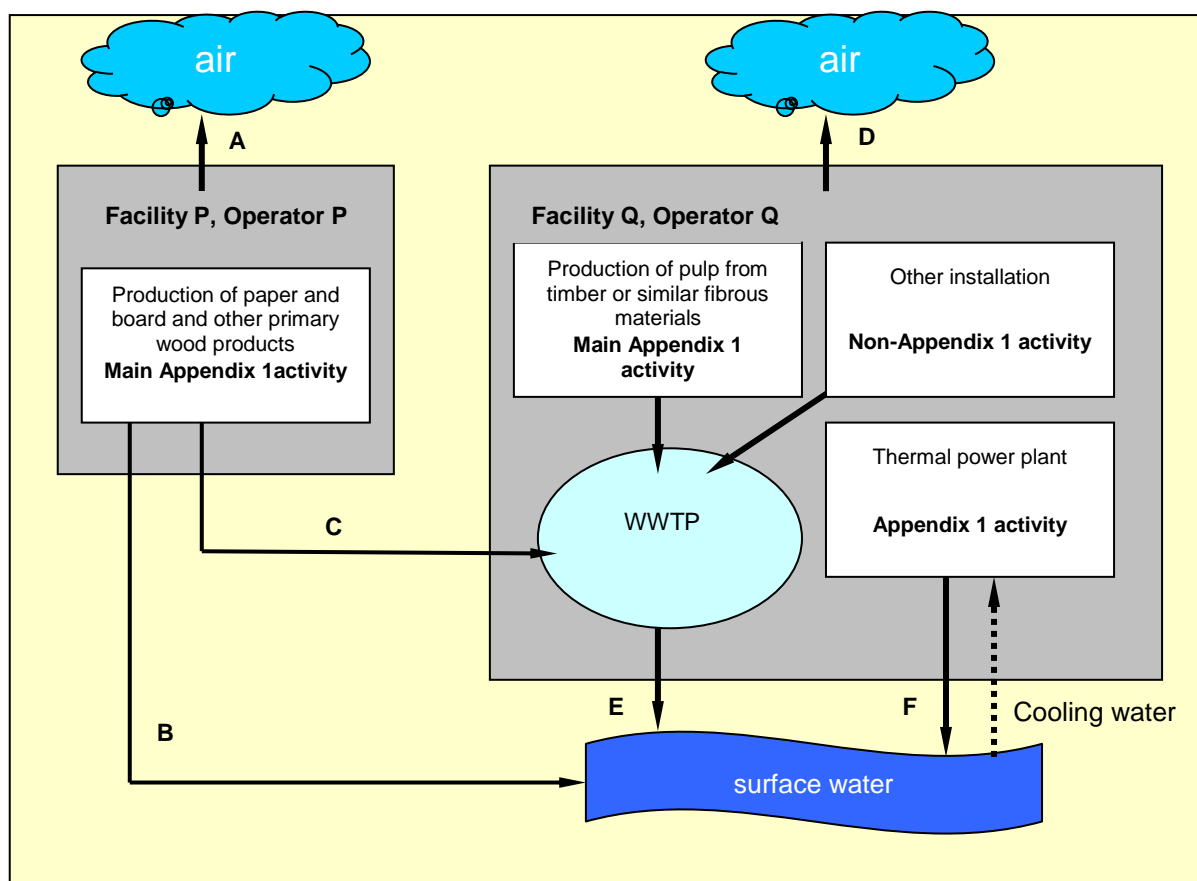 air
air
A
D
Facility P, Operator P
Facility Q, Operator Q
Production of paper and
board and other primary
wood products
Main Appendix 1activity
Production of pulp from
timber or similar fibrous
materials
Main Appendix 1
activity
Other installation
Non-Appendix 1 activity
Thermal power plant
Appendix 1 activity
WWTP
C
E
F
Cooling water
B
surface water